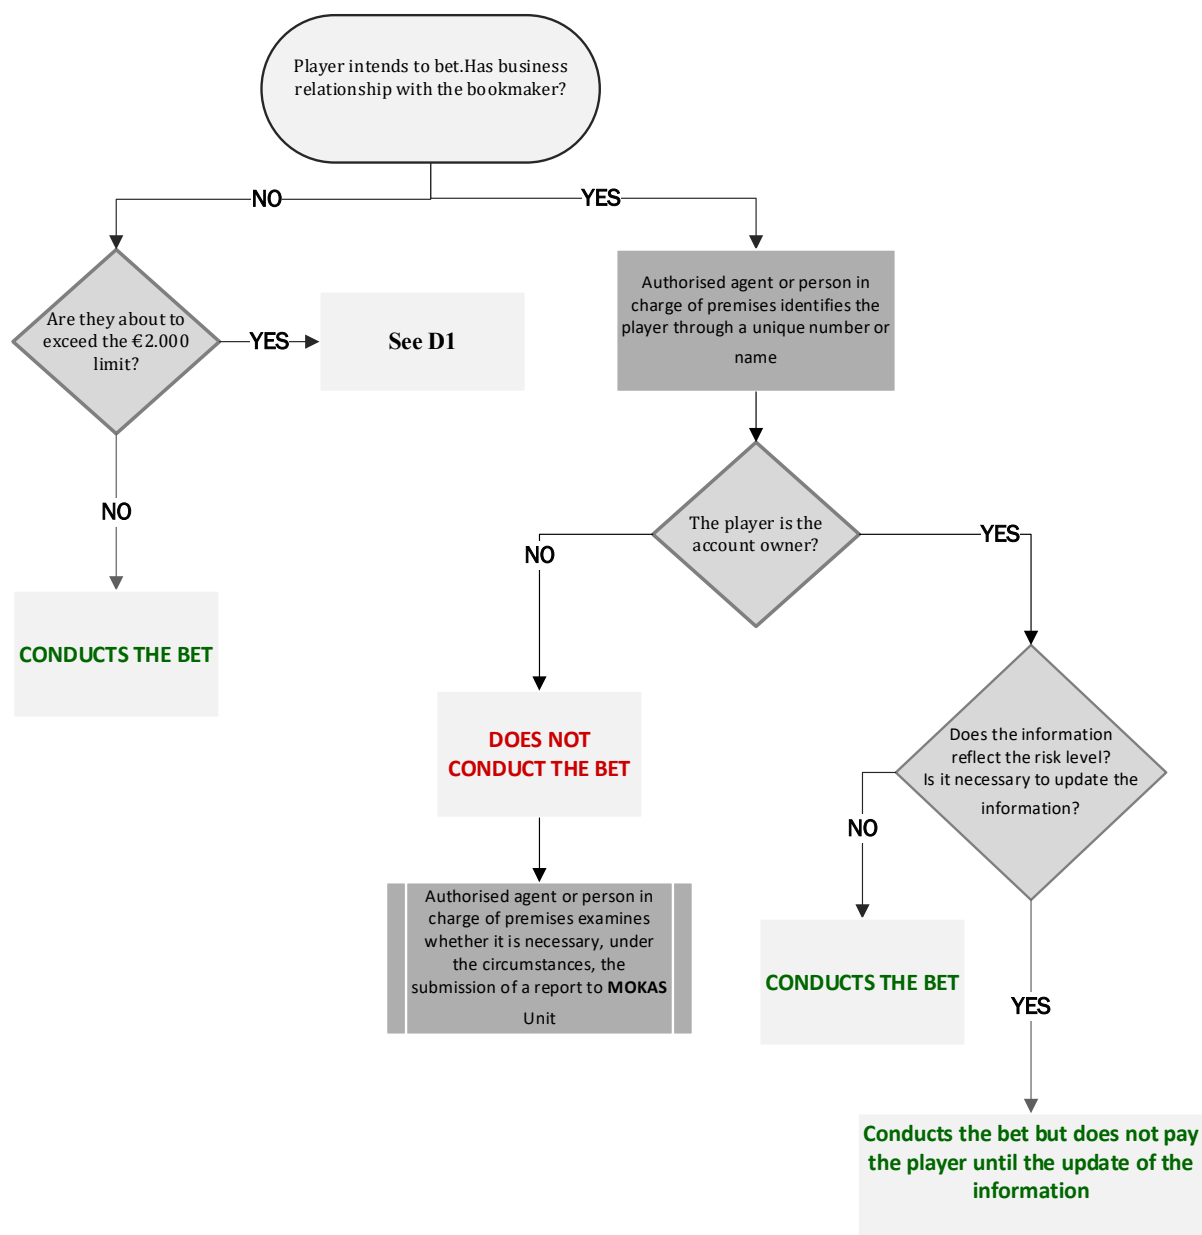 Player intends to bet.Has business
relationship with the bookmaker?
NO
YES
Are they about to
exceed the €2.000
limit?
YES
See D1
Authorised agent or person in
charge of premises identifies the
player through a unique number or
name
NO
The player is the
account owner?
NO
YES
CONDUCTS THE BET
DOES NOT
CONDUCT THE BET
Does the information
reflect the risk level?
Is it necessary to update the
information?
NO
Authorised agent or person in
charge of premises examines
whether it is necessary, under
the circumstances, the
submission of a report to MOKAS
Unit
CONDUCTS THE BET
YES
Conducts the bet but does not pay
the player until the update of the
information